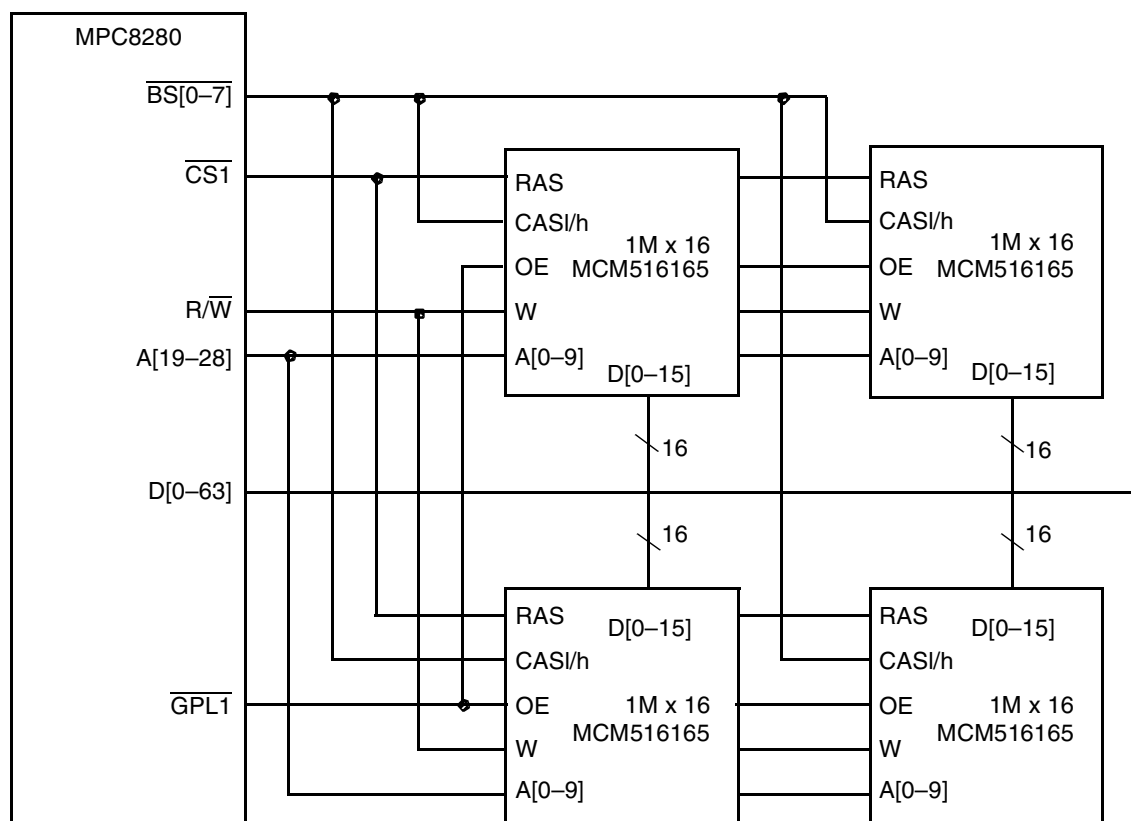 MPC8280
BS[0–7]
CS1
R/W
A[19–28]
D[0–63]
GPL1
RAS
CASl/h
1M x 16
OE
MCM516165
W
A[0–9]
D[0–15]
RAS
CASl/h
1M x 16
OE
MCM516165
W
A[0–9]
D[0–15]
16
16
16
16
RAS
D[0–15]
CASl/h
OE
1M x 16
MCM516165
W
A[0–9]
RAS
D[0–15]
CASl/h
OE
1M x 16
MCM516165
W
A[0–9]